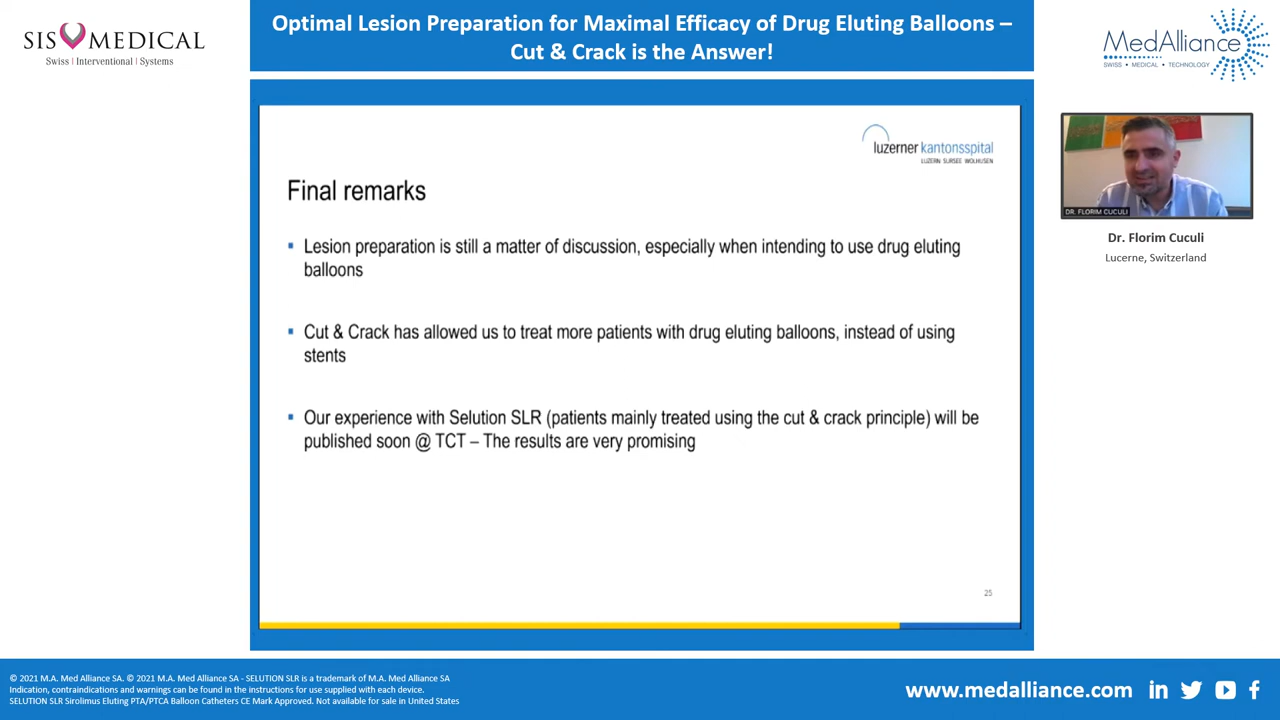 SIS MEDICAL
Swiss | Interventional | Systems
Optimal Lesion Preparation for Maximal Efficacy of Drug Eluting Balloons –
Cut & Crack is the Answer!
MedAlliance
SWISS • MEDICAL • TECHNOLOGY
luzerner kantonsspital
LUZERN SURSEE WOLHUSEN
Final remarks
▪ Lesion preparation is still a matter of discussion, especially when intending to use drug eluting
balloons
▪ Cut & Crack has allowed us to treat more patients with drug eluting balloons, instead of using
stents
▪ Our experience with Selution SLR (patients mainly treated using the cut & crack principle) will be
published soon @ TCT – The results are very promising
25
DR. FLORIM CUCULI
Dr. Florim Cuculi
Lucerne, Switzerland
© 2021 M.A. Med Alliance SA. © 2021 M.A. Med Alliance SA - SELUTION SLR is a trademark of M.A. Med Alliance SA
Indication, contraindications and warnings can be found in the instructions for use supplied with each device.
SELUTION SLR Sirolimus Eluting PTA/PTCA Balloon Catheters CE Mark Approved. Not available for sale in United States
www.medalliance.com